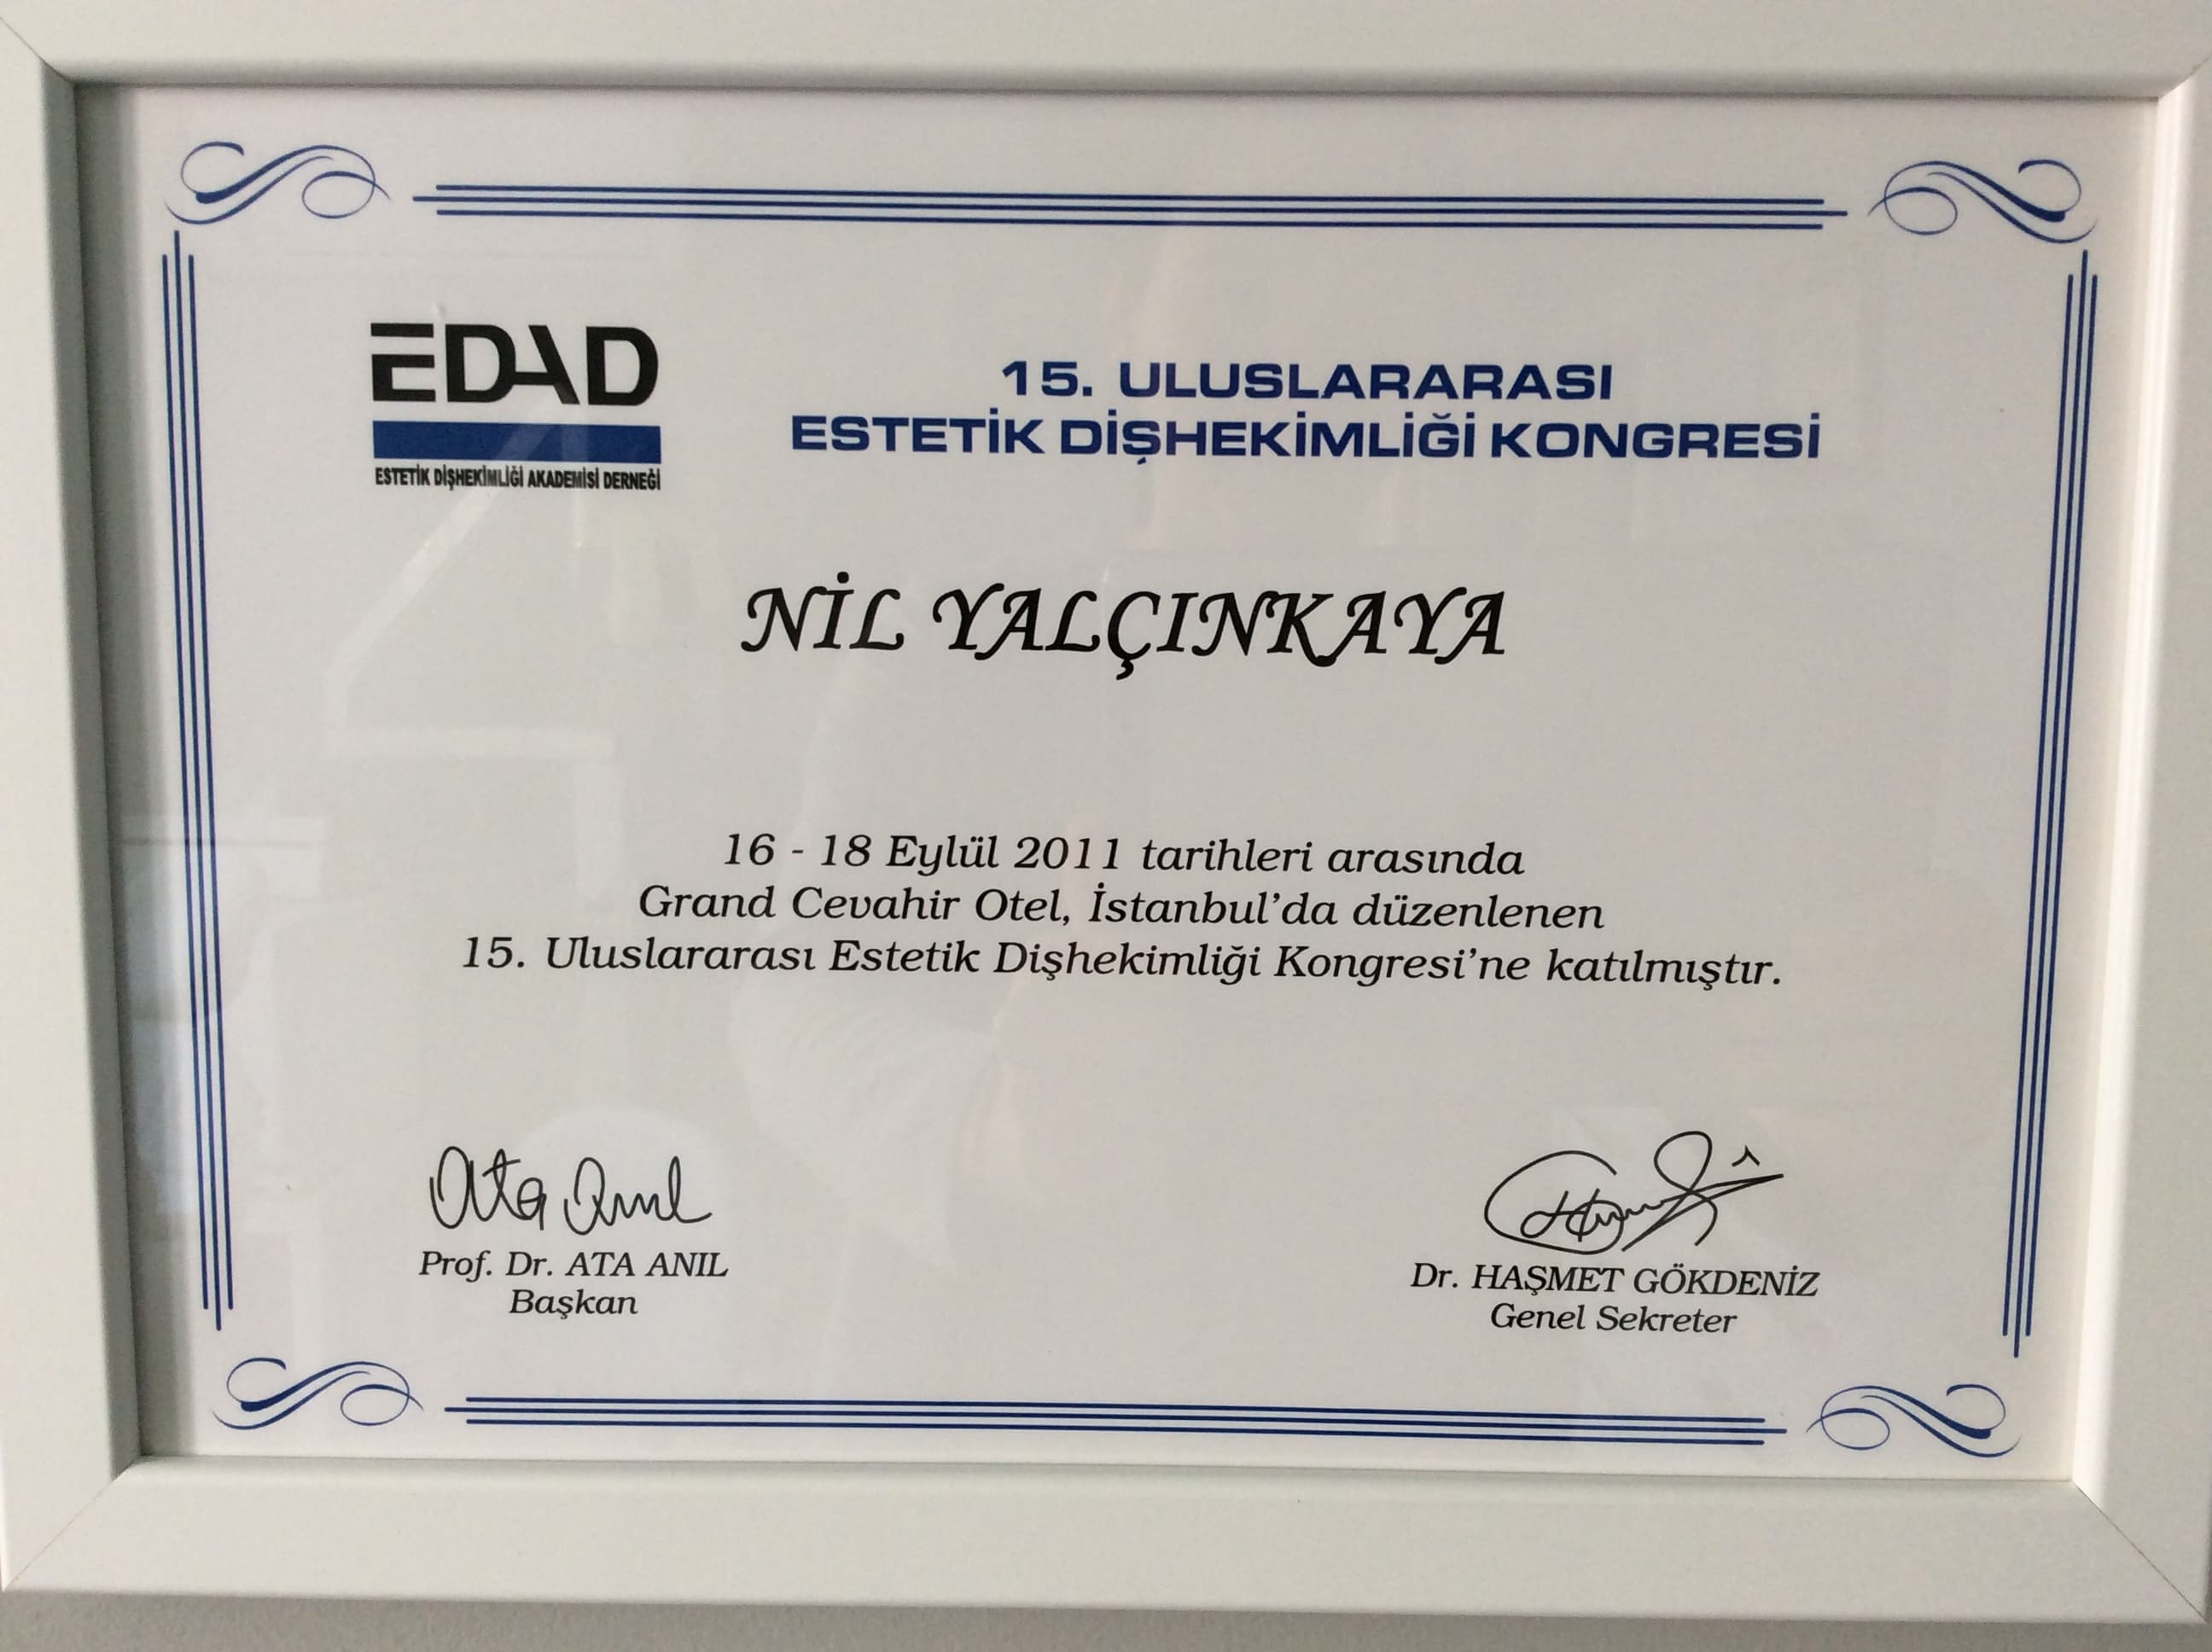 EDAD
ESTETİK DİŞHEKİMLİĞİ AKADEMİSİ DERNEĞİ
15. ULUSLARARASI
ESTETİK DİŞHEKİMLİĞİ KONGRESİ
NİL YALÇINKAYA
16 - 18 Eylül 2011 tarihleri arasında
Grand Cevahir Otel, İstanbul'da düzenlenen
15. Uluslararası Estetik Dişhekimliği Kongresi'ne katılmıştır.
Ata Anıl
Prof. Dr. ATA ANIL
Başkan
Dr. HAŞMET GÖKDENİZ
Genel Sekreter